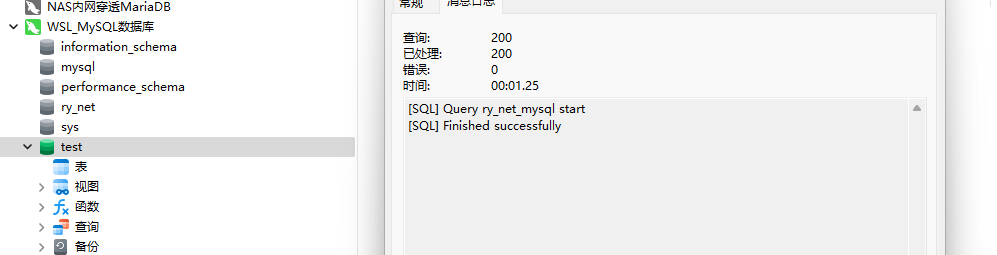 NAS内网穿透MariaDB
WSL_MySQL数据库
information_schema
mysql
performance_schema
ry_net
sys
test
表
视图
函数
查询
备份
常规 消息日志
查询: 200
已处理: 200
错误: 0
时间: 00:01.25
[SQL] Query ry_net_mysql start
[SQL] Finished successfully